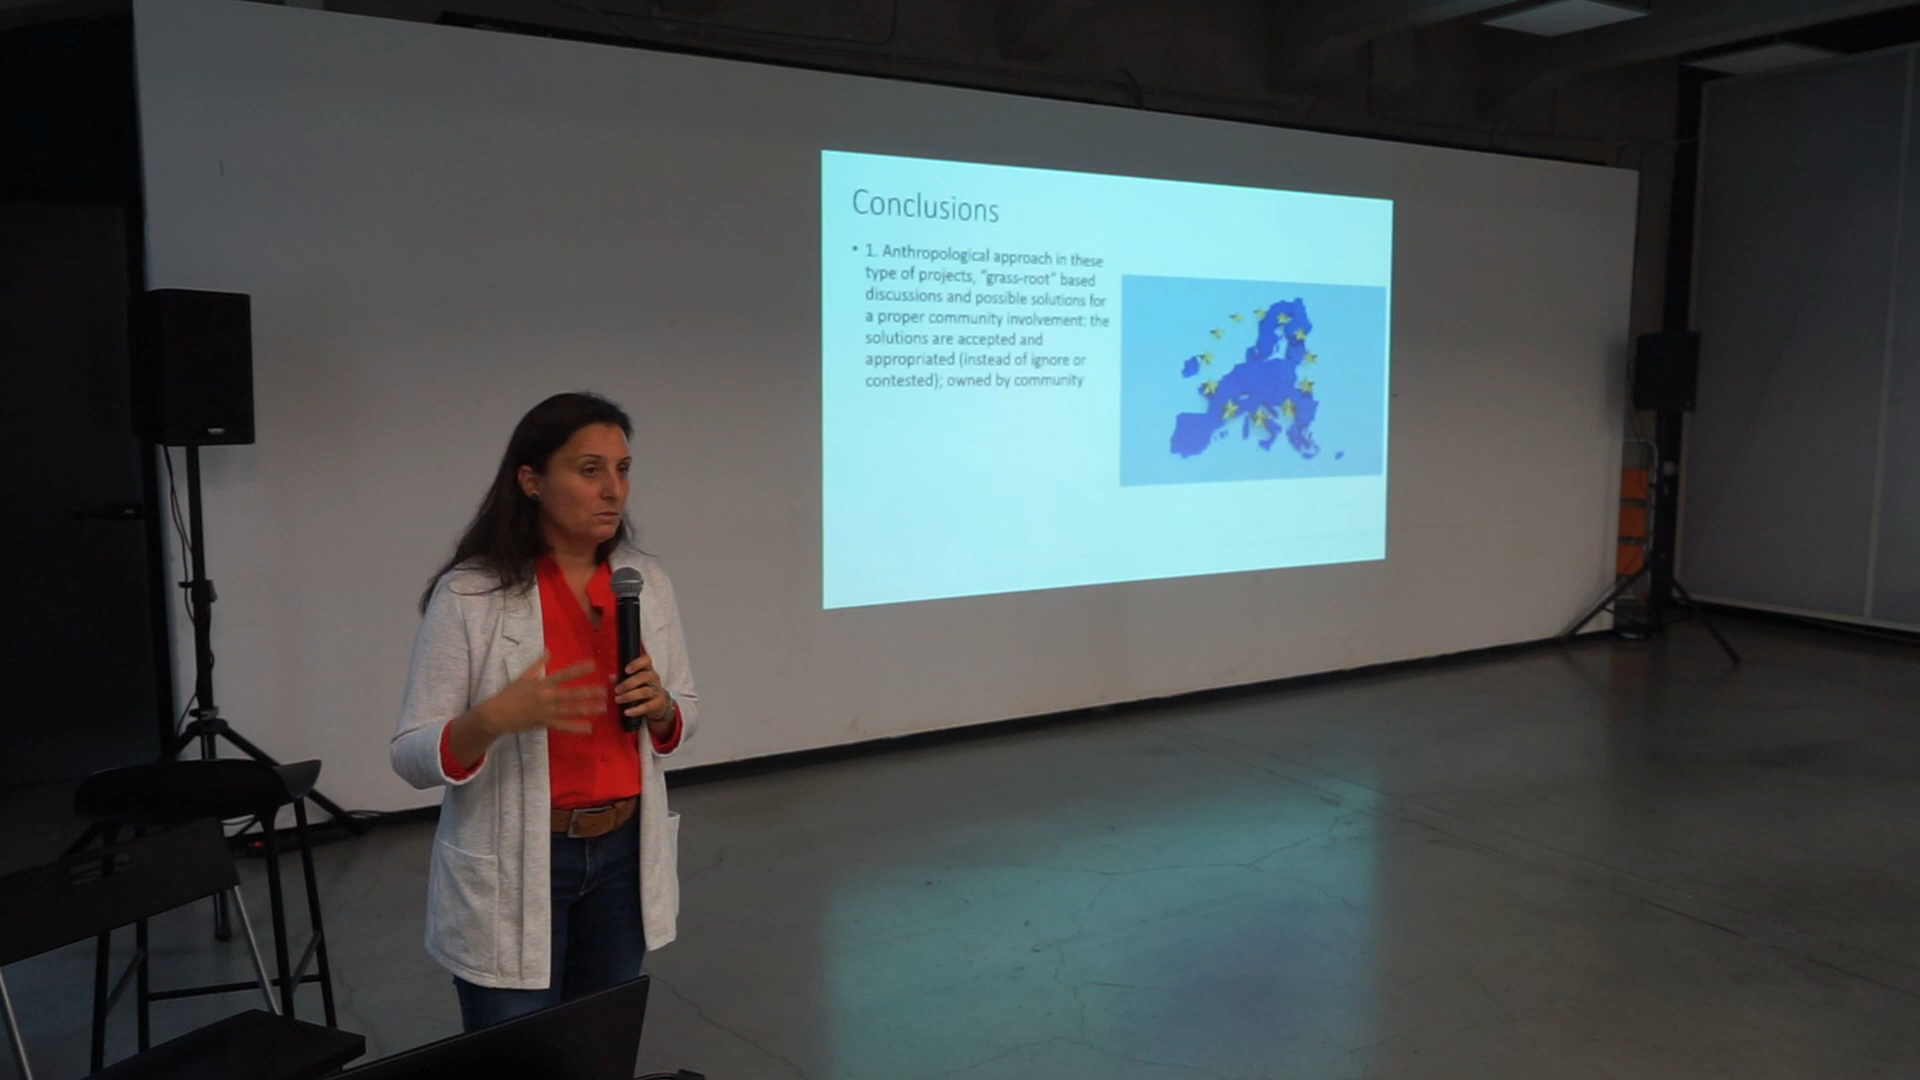 Conclusions
• 1. Anthropological approach in these
type of projects, "grass-root" based
discussions and possible solutions for
a proper community involvement: the
solutions are accepted and
appropriated (instead of ignore or
contested); owned by community